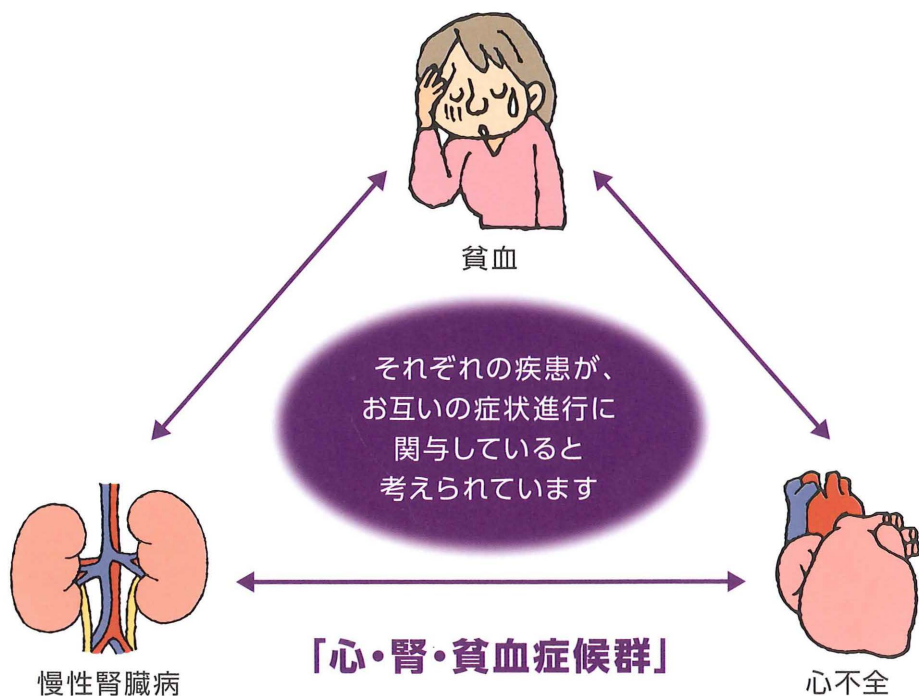 貧血
それぞれの疾患が、
お互いの症状進行に
関与していると
考えられています
「心・腎・貧血症候群」
慢性腎臓病
心不全